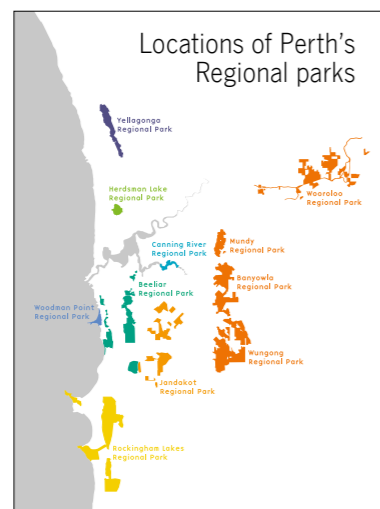 Locations of Perth's
Regional parks
Yellagonga
Regional Park
Wooroloo
Regional Park
Herdsman Lake
Regional Park
Mundy
Regional Park
Canning River
Regional Park
Banyowla
Regional Park
Beeliar
Regional Park
Woodman Point
Regional Park
Wungong
Regional Park
Jandakot
Regional Park
Rockingham Lakes
Regional Park